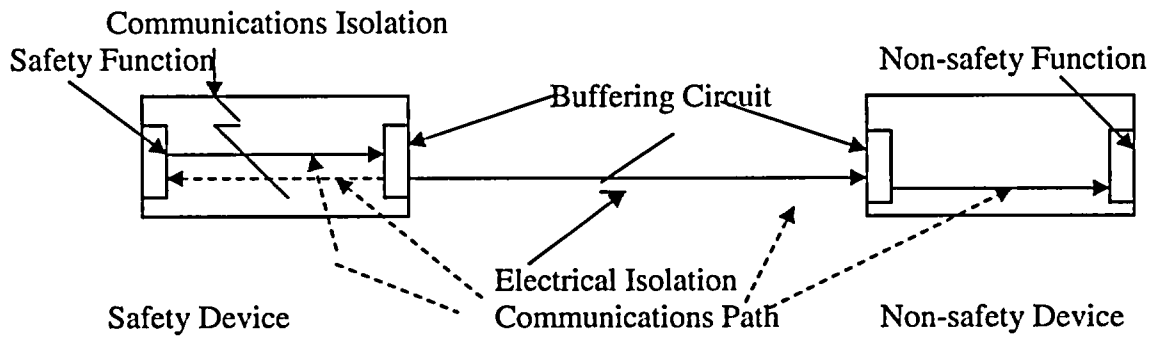 Communications Isolation
Safety Function
Non-safety Function
Buffering Circuit
Electrical Isolation
Communications Path
Safety Device
Non-safety Device